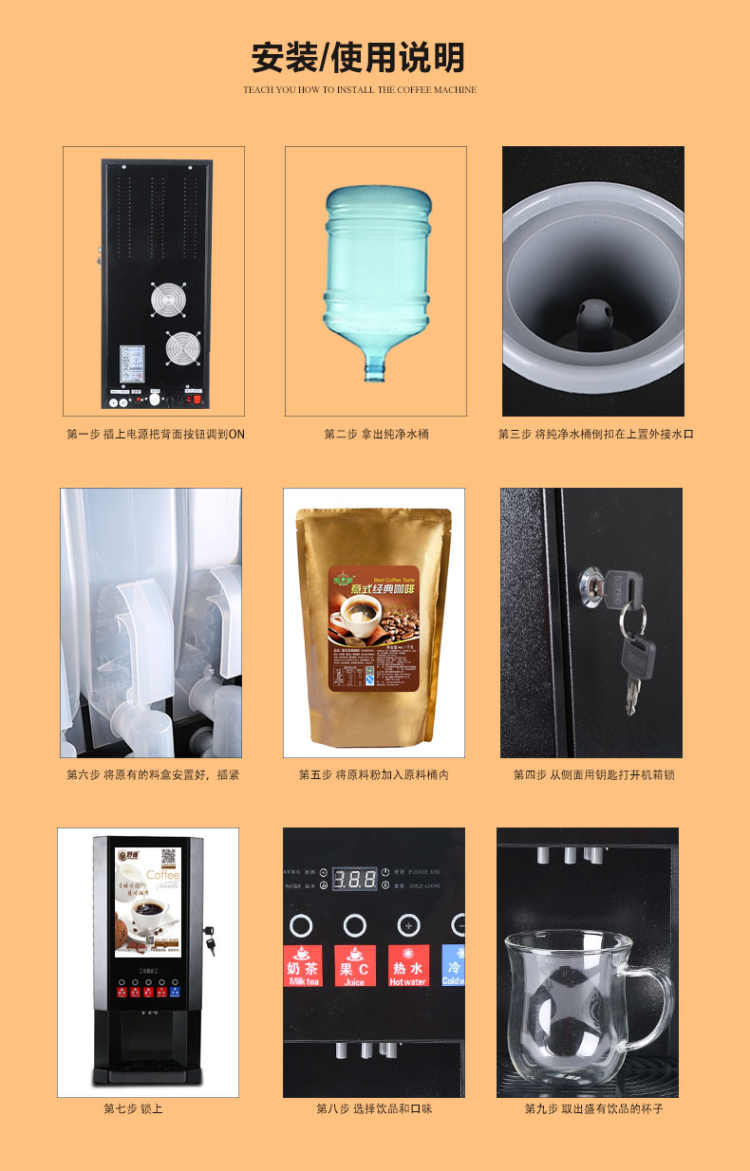 安装/使用说明
TEACH YOU HOW TO INSTALL THE COFFEE MACHINE
第一步 插上电源把背面按钮调到ON
第二步 拿出纯净水桶
第三步 将纯净水桶倒扣在上置外接水口
Best Coffee Taste
意式经典咖啡
第六步 将原有的料盒安置好，插紧
第五步 将原料粉加入原料桶内
第四步 从侧面用钥匙打开机箱锁
Coffee
PLEASE USE
CHILD LOCKING
奶茶
Milk tea
果C
Juice
热水
Hot water
冷
Cold w
第七步 锁上
第八步 选择饮品和口味
第九步 取出盛有饮品的杯子